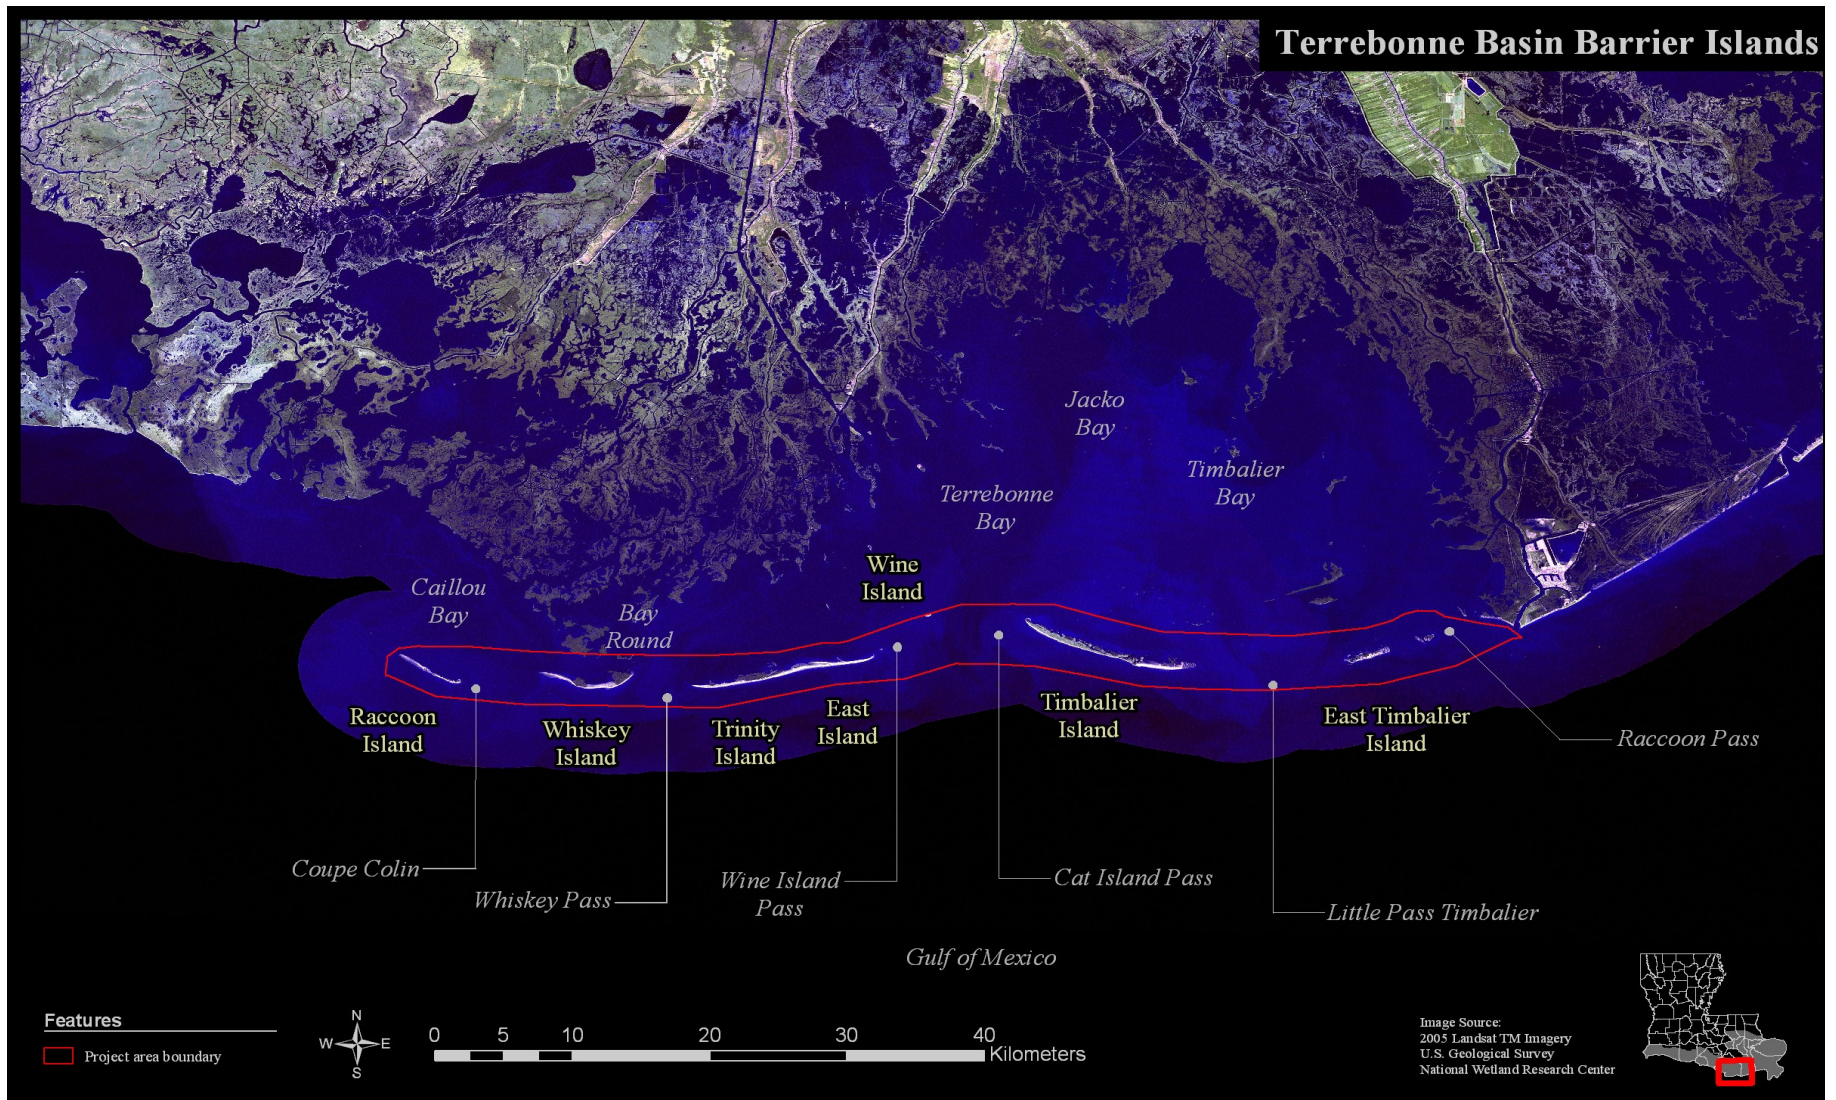 Terrebonne Basin Barrier Islands
Jacko
Bay
Timbalier
Bay
Terrebonne
Bay
Wine
Island
Caillou
Bay
Bay
Round
Raccoon
Island
Whiskey
Island
Trinity
Island
East
Island
Timbalier
Island
East Timbalier
Island
Raccoon Pass
Coupe Colin
Whiskey Pass
Wine Island
Pass
Cat Island Pass
Little Pass Timbalier
Gulf of Mexico
Features
Project area boundary
N
W E
S
0 5 10 20 30 40
Kilometers
Image Source:
2005 Landsat TM Imagery
U.S. Geological Survey
National Wetland Research Center